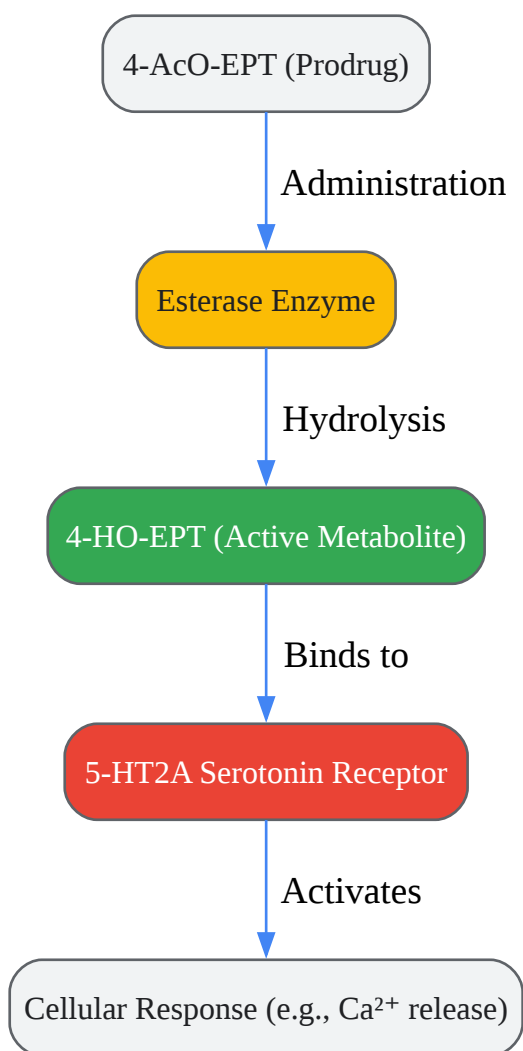 4-AcO-EPT (Prodrug)
Administration
Esterase Enzyme
Hydrolysis
4-HO-EPT (Active Metabolite)
Binds to
5-HT2A Serotonin Receptor
Activates
Cellular Response (e.g., Ca²⁺ release)